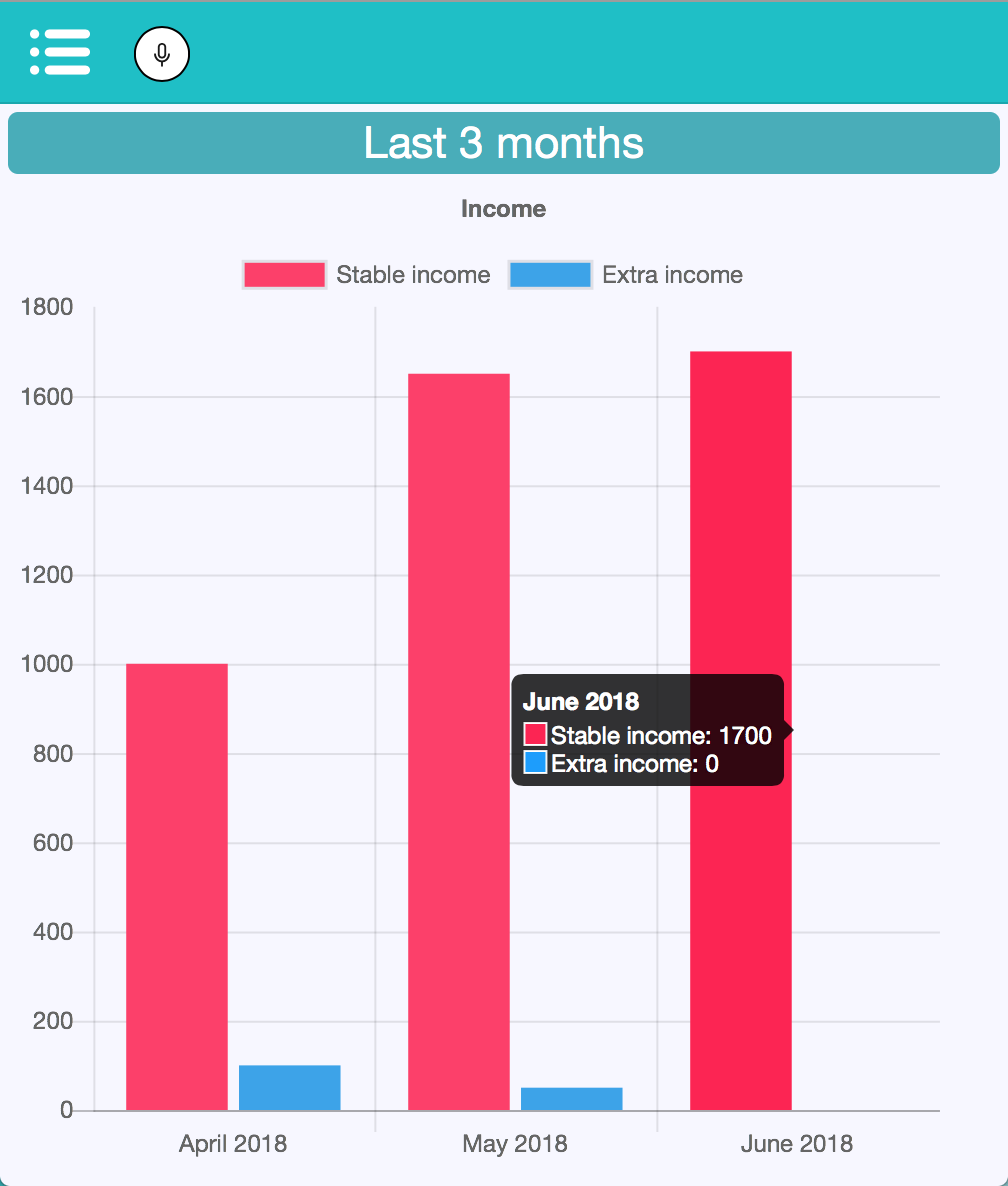 Last 3 months
Income
Stable income Extra income
1800
1600
1400
1200
1000
800
600
400
200
0
June 2018
Stable income: 1700
Extra income: 0
April 2018 May 2018 June 2018